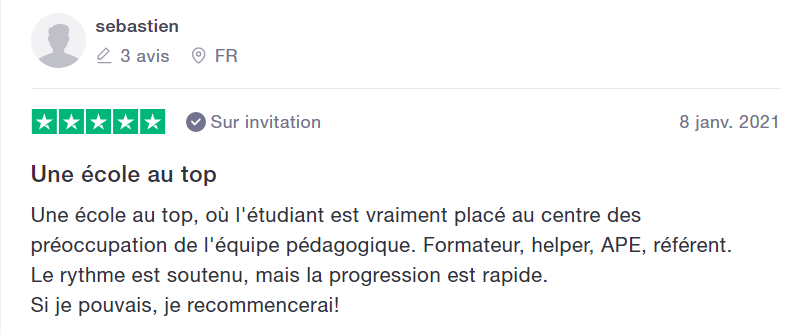 sebastien
3 avis FR
Sur invitation 8 janv. 2021
Une école au top
Une école au top, où l'étudiant est vraiment placé au centre des
préoccupation de l'équipe pédagogique. Formateur, helper, APE, référent.
Le rythme est soutenu, mais la progression est rapide.
Si je pouvais, je recommencerai!